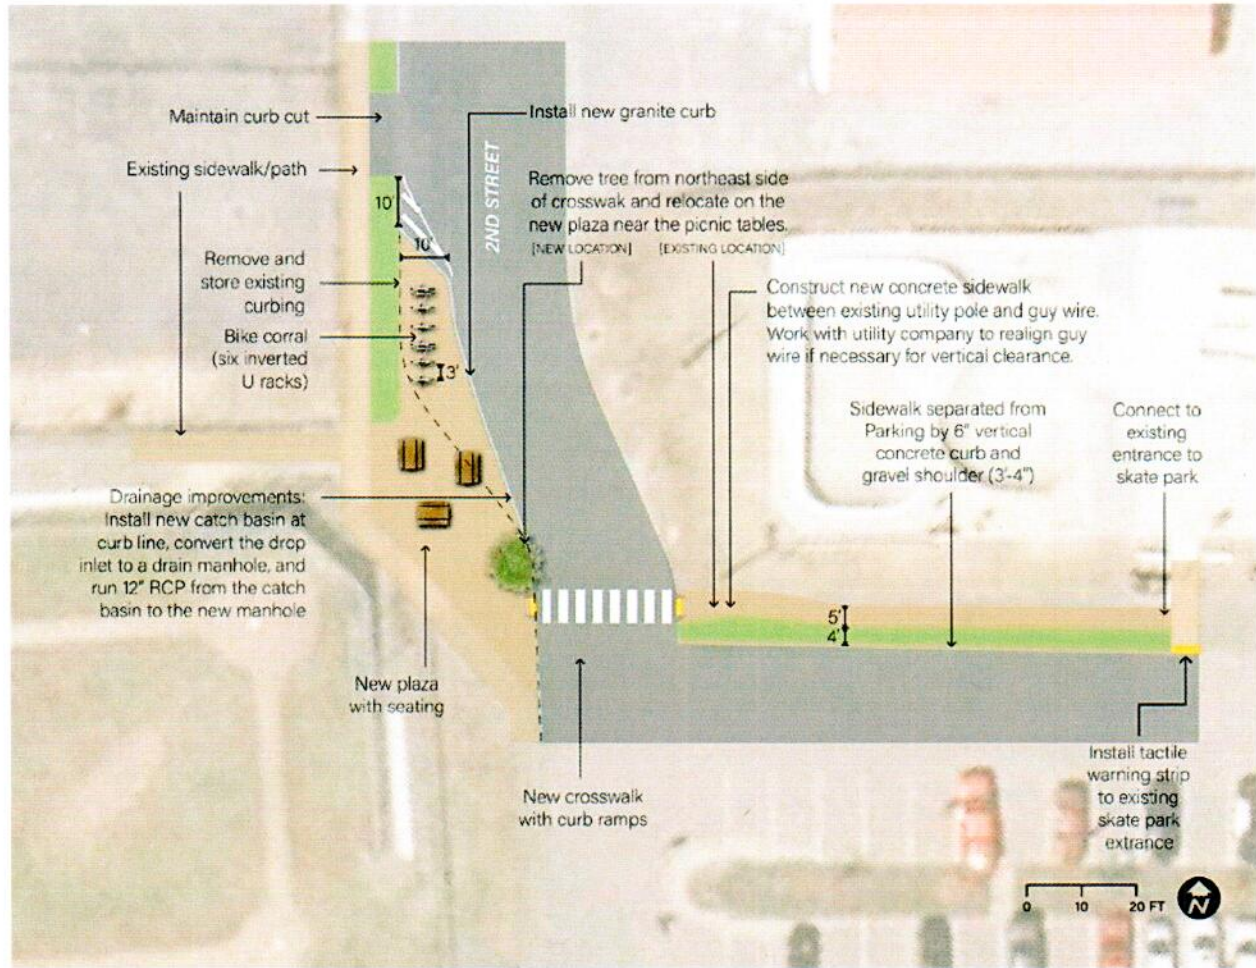 Maintain curb cut
Existing sidewalk/path
10'
10'
Remove and
store existing
curbing
Bike corral
(six inverted
U racks)
3'
Install new granite curb
2ND STREET
Remove tree from northeast side
of crosswak and relocate on the
new plaza near the picnic tables.
[NEW LOCATION] [EXISTING LOCATION]
Construct new concrete sidewalk
between existing utility pole and guy wire.
Work with utility company to realign guy
wire if necessary for vertical clearance.
Sidewalk separated from
Parking by 6" vertical
concrete curb and
gravel shoulder (3'-4")
Connect to
existing
entrance to
skate park
Drainage improvements:
Install new catch basin at
curb line, convert the drop
inlet to a drain manhole, and
run 12" RCP from the catch
basin to the new manhole
5'
4'
New plaza
with seating
New crosswalk
with curb ramps
Install tactile
warning strip
to existing
skate park
entrance
0 10 20 FT
N